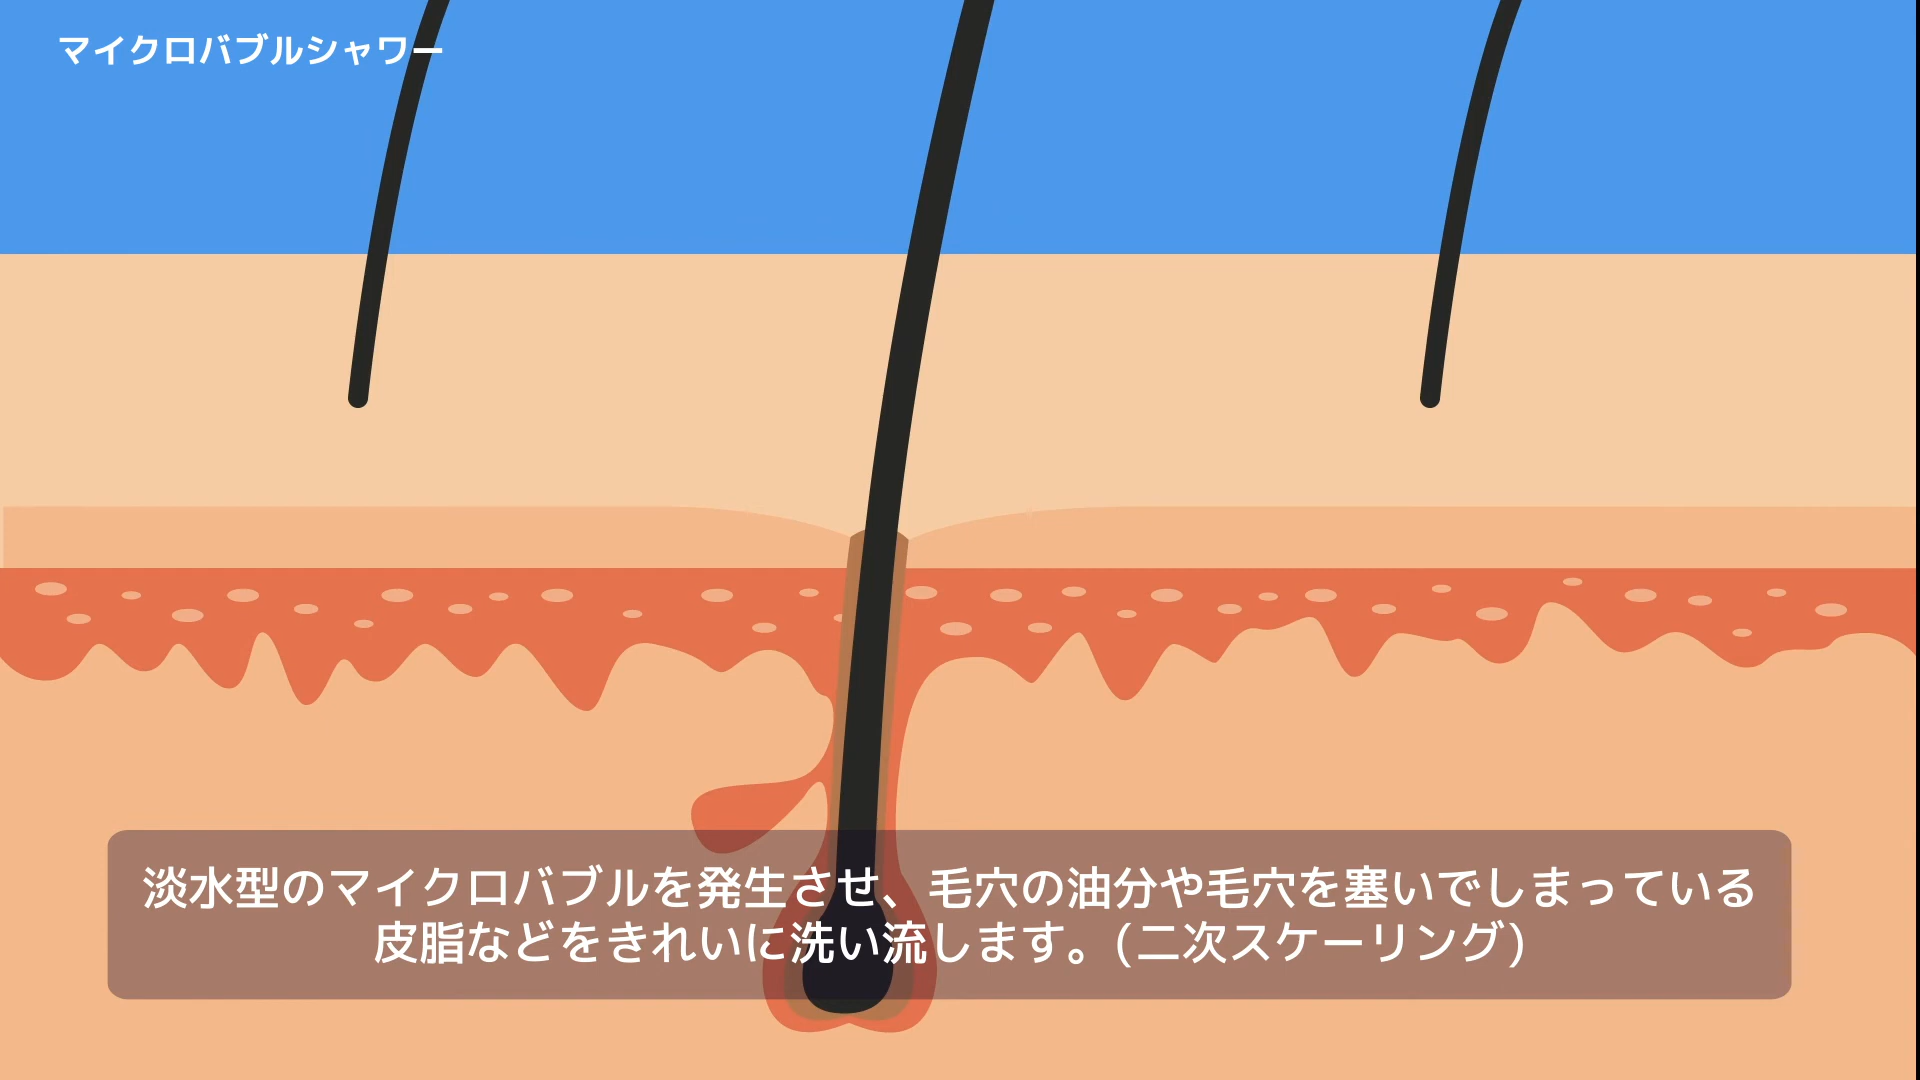 マイクロバブルシャワー
淡水型のマイクロバブルを発生させ、毛穴の油分や毛穴を塞いでしまっている
皮脂などをきれいに洗い流します。(二次スケーリング)